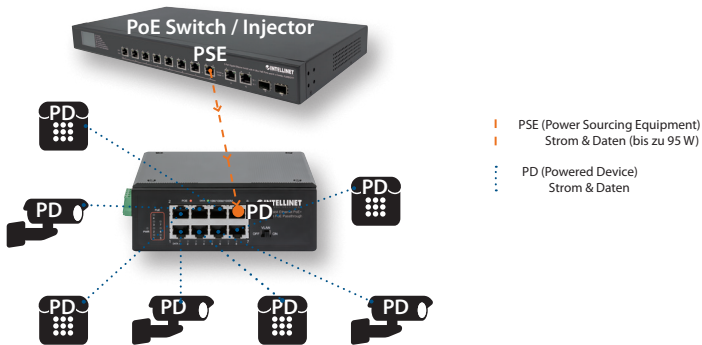 PoE Switch / Injector
PSE
INTELLINET
PD
PSE (Power Sourcing Equipment)
Strom & Daten (bis zu 95 W)
PD (Powered Device)
Strom & Daten
PD
PD
INTELLINET
PD
PD
PD
PD
PD